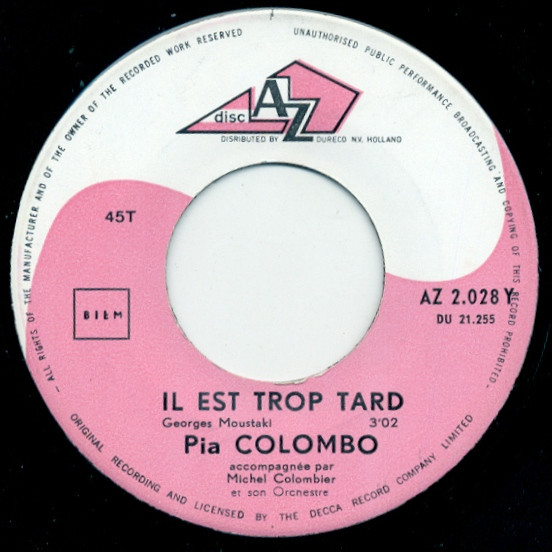 ALL RIGHTS OF THE MANUFACTURER AND OF THE OWNER OF THE RECORDED WORK RESERVED
UNAUTHORISED PUBLIC PERFORMANCE BROADCASTING AND COPYING OF THIS RECORD PROHIBITED.
disc AZ
DISRIBUTED BY DURECO N.V. HOLLAND
45T
AZ 2.028 Y
DU 21.255
BIEM
IL EST TROP TARD
Georges Moustaki 3'02
Pia COLOMBO
accompagnée par
Michel Colombier
et son Orchestre
ORIGINAL RECORDING AND LICENSED BY THE DECCA RECORD COMPANY LIMITED